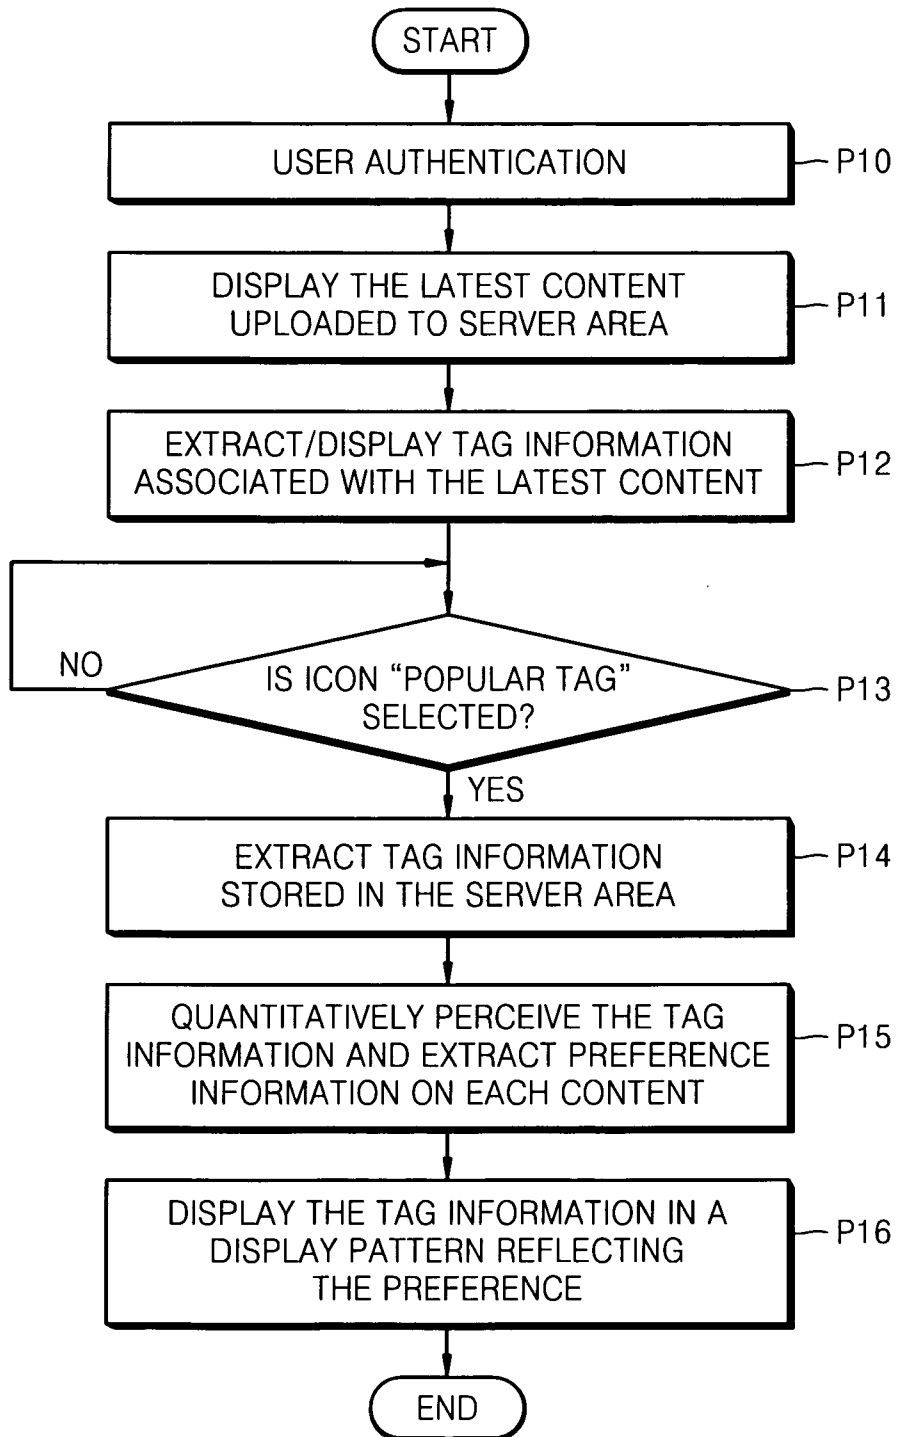 START
USER AUTHENTICATION
P10
DISPLAY THE LATEST CONTENT
UPLOADED TO SERVER AREA
P11
EXTRACT/DISPLAY TAG INFORMATION
ASSOCIATED WITH THE LATEST CONTENT
P12
NO
IS ICON “POPULAR TAG”
SELECTED?
P13
YES
EXTRACT TAG INFORMATION
STORED IN THE SERVER AREA
P14
QUANTITATIVELY PERCEIVE THE TAG
INFORMATION AND EXTRACT PREFERENCE
INFORMATION ON EACH CONTENT
P15
DISPLAY THE TAG INFORMATION IN A
DISPLAY PATTERN REFLECTING
THE PREFERENCE
P16
END